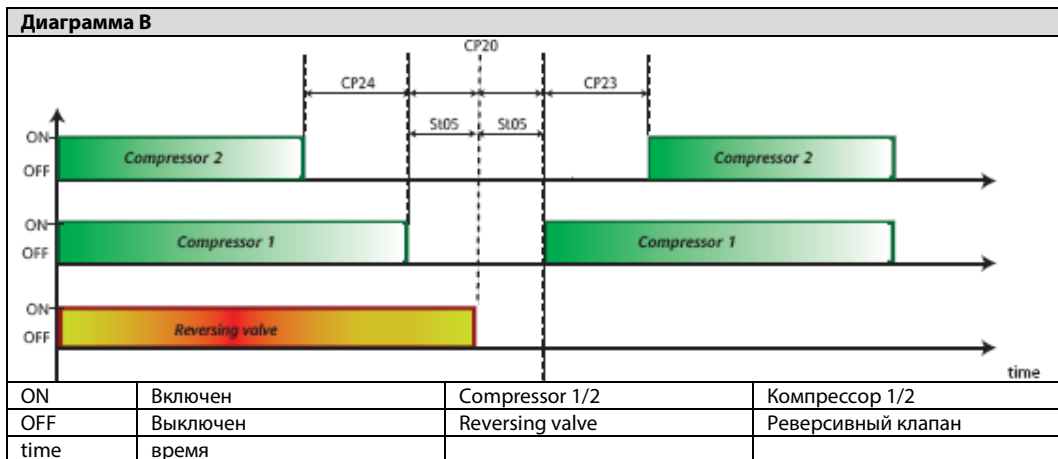 Диаграмма B
CP20
CP24
CP23
St05
St05
ON
OFF
Compressor 2
Compressor 2
ON
OFF
Compressor 1
Compressor 1
ON
OFF
Reversing valve
time
ON Включен Compressor 1/2 Компрессор 1/2
OFF Выключен Reversing valve Реверсивный клапан
time время